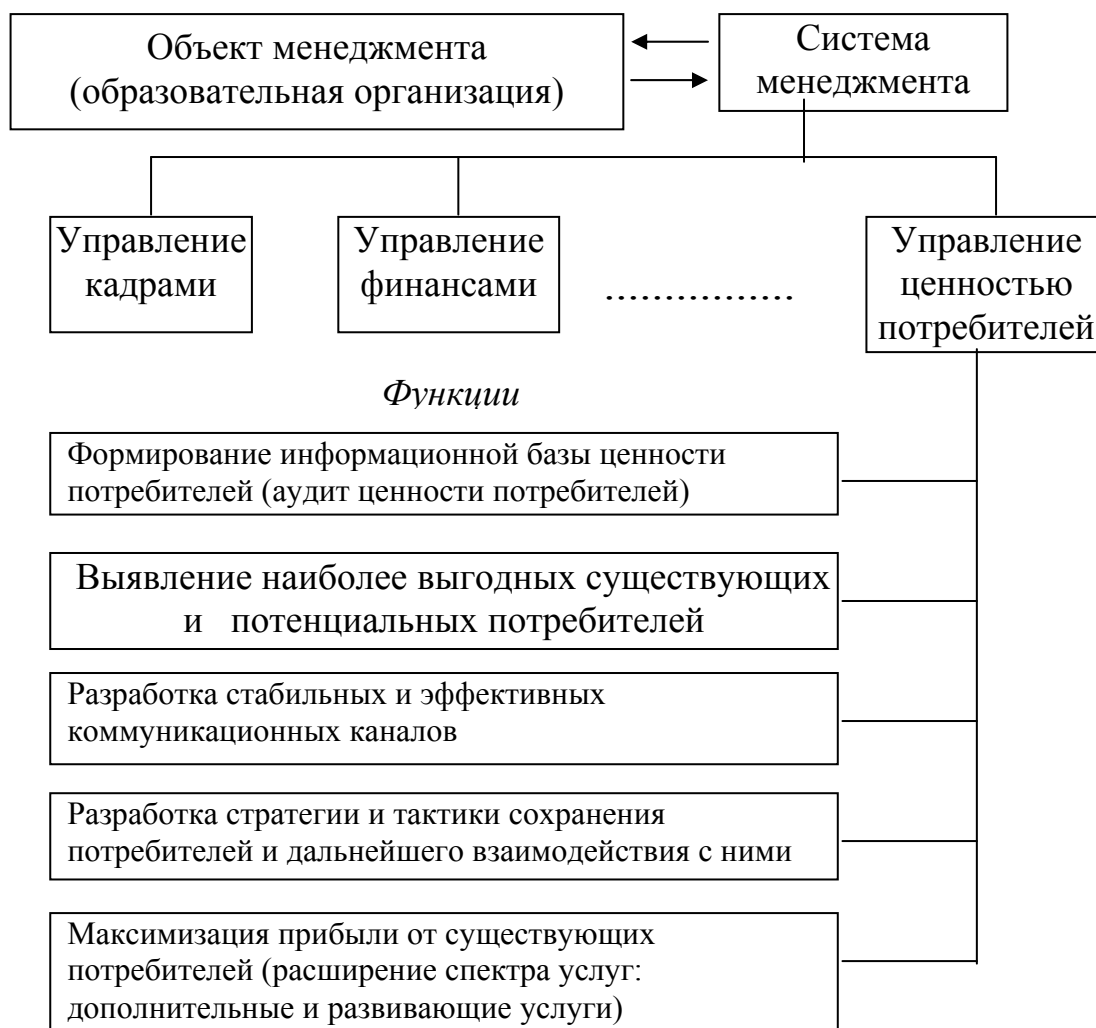 Объект менеджмента
(образовательная организация)
Система
менеджмента
Управление
кадрами
Управление
финансами
................
Управление
ценностью
потребителей
Функции
Формирование информационной базы ценности
потребителей (аудит ценности потребителей)
Выявление наиболее выгодных существующих
и потенциальных потребителей
Разработка стабильных и эффективных
коммуникационных каналов
Разработка стратегии и тактики сохранения
потребителей и дальнейшего взаимодействия с ними
Максимизация прибыли от существующих
потребителей (расширение спектра услуг:
дополнительные и развивающие услуги)